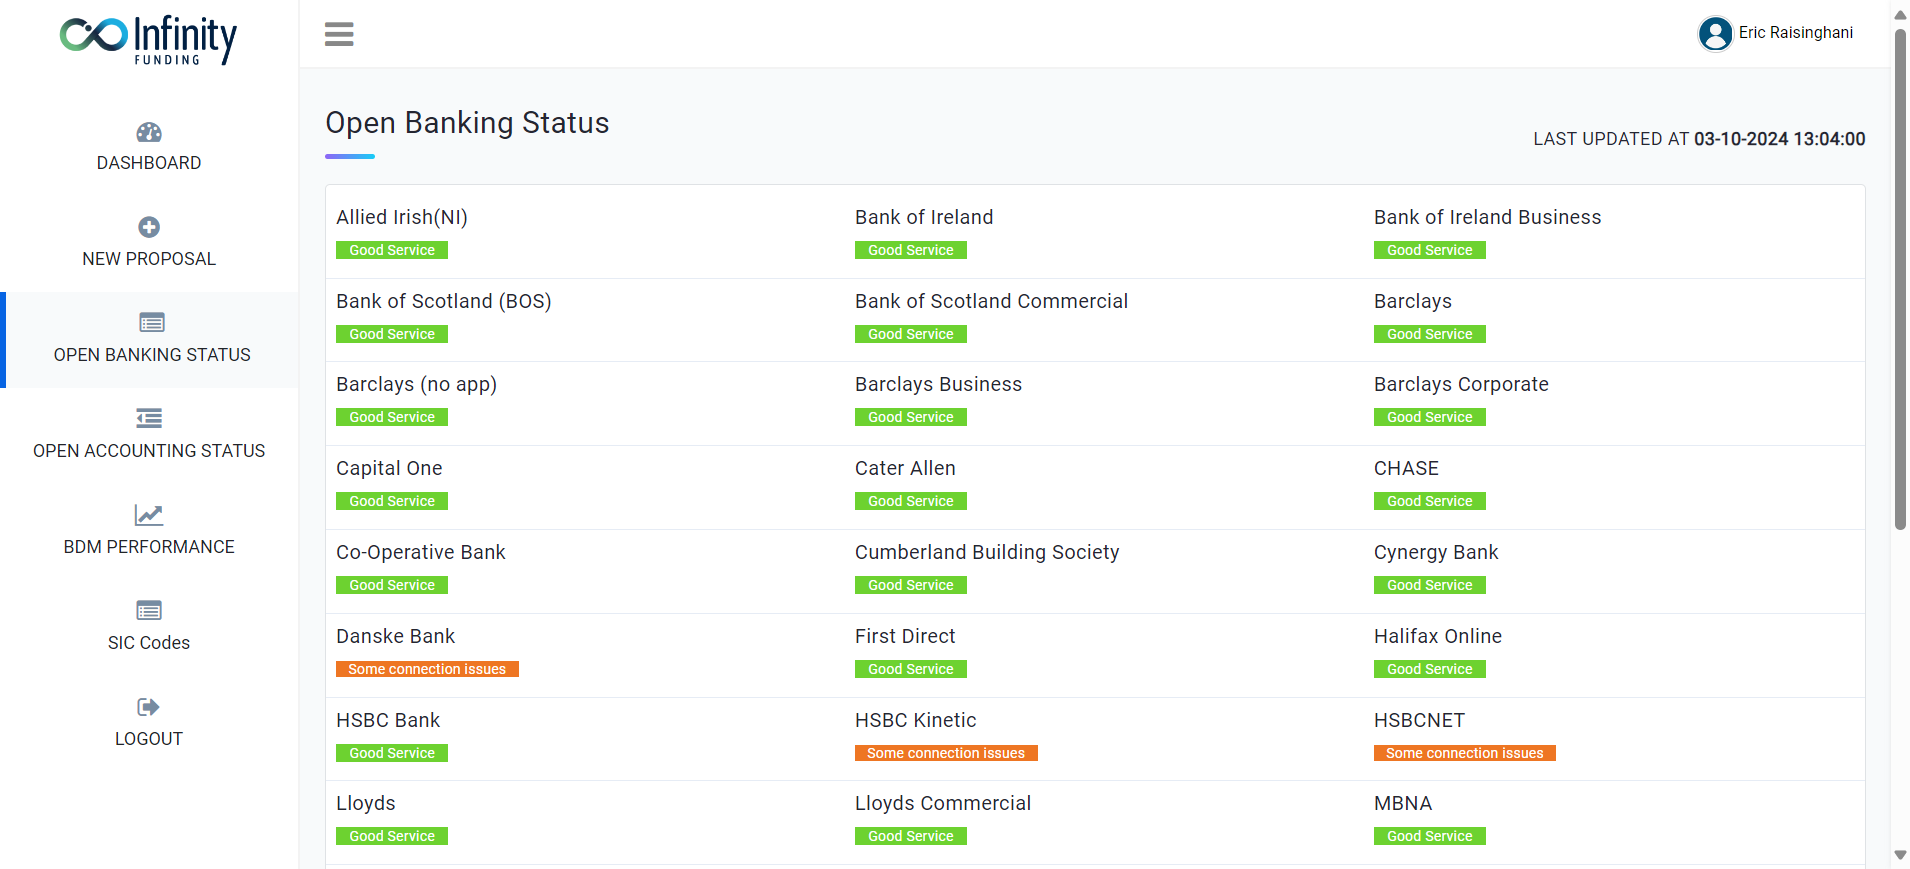 Infinity
FUNDING
Eric Raisinghani
DASHBOARD
NEW PROPOSAL
OPEN BANKING STATUS
OPEN ACCOUNTING STATUS
BDM PERFORMANCE
SIC Codes
LOGOUT
Open Banking Status
LAST UPDATED AT 03-10-2024 13:04:00
Allied Irish(NI)
Good Service
Bank of Ireland
Good Service
Bank of Ireland Business
Good Service
Bank of Scotland (BOS)
Good Service
Bank of Scotland Commercial
Good Service
Barclays
Good Service
Barclays (no app)
Good Service
Barclays Business
Good Service
Barclays Corporate
Good Service
Capital One
Good Service
Cater Allen
Good Service
CHASE
Good Service
Co-Operative Bank
Good Service
Cumberland Building Society
Good Service
Cynergy Bank
Good Service
Danske Bank
Some connection issues
First Direct
Good Service
Halifax Online
Good Service
HSBC Bank
Good Service
HSBC Kinetic
Some connection issues
HSBCNET
Some connection issues
Lloyds
Good Service
Lloyds Commercial
Good Service
MBNA
Good Service